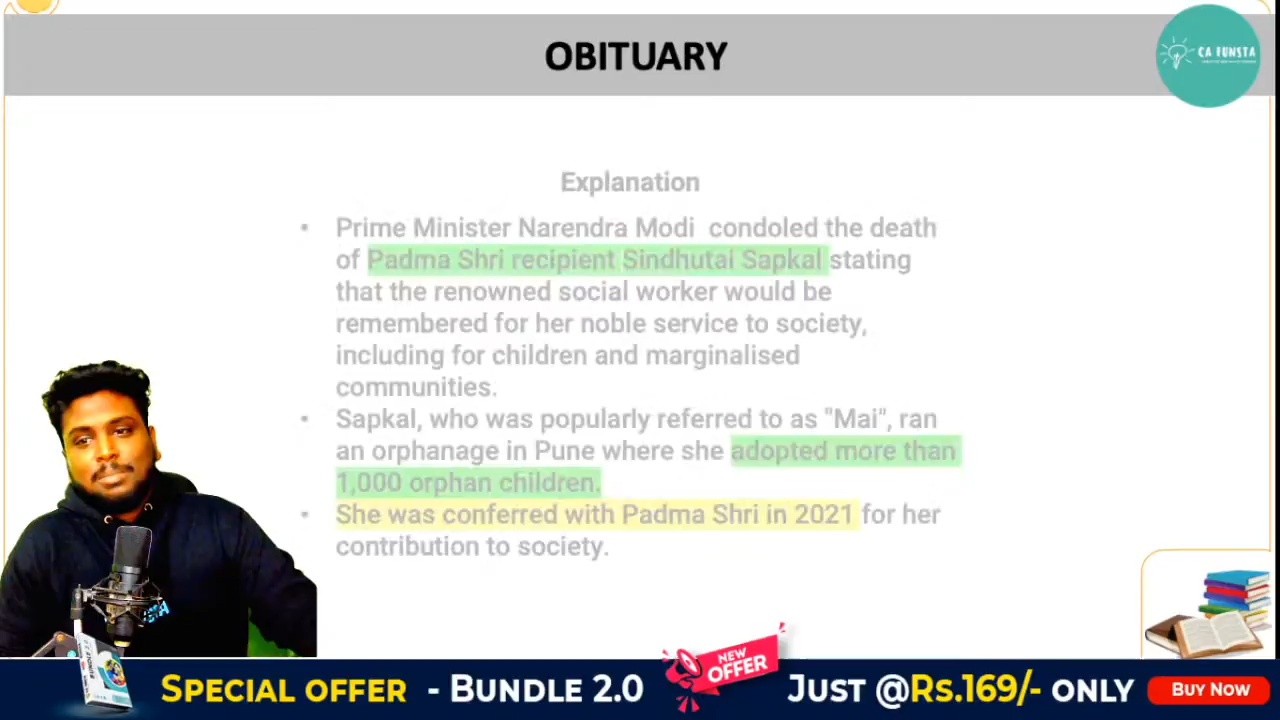 OBITUARY
CA FUNSTA
Explanation
• Prime Minister Narendra Modi condoled the death
of Padma Shri recipient Sindhutai Sapkal stating
that the renowned social worker would be
remembered for her noble service to society,
including for children and marginalised
communities.
• Sapkal, who was popularly referred to as "Mai", ran
an orphanage in Pune where she adopted more than
1,000 orphan children.
• She was conferred with Padma Shri in 2021 for her
contribution to society.
BUNDLE 2.0
SPECIAL OFFER - BUNDLE 2.0
NEW
OFFER
JUST @Rs.169/- ONLY
Buy Now